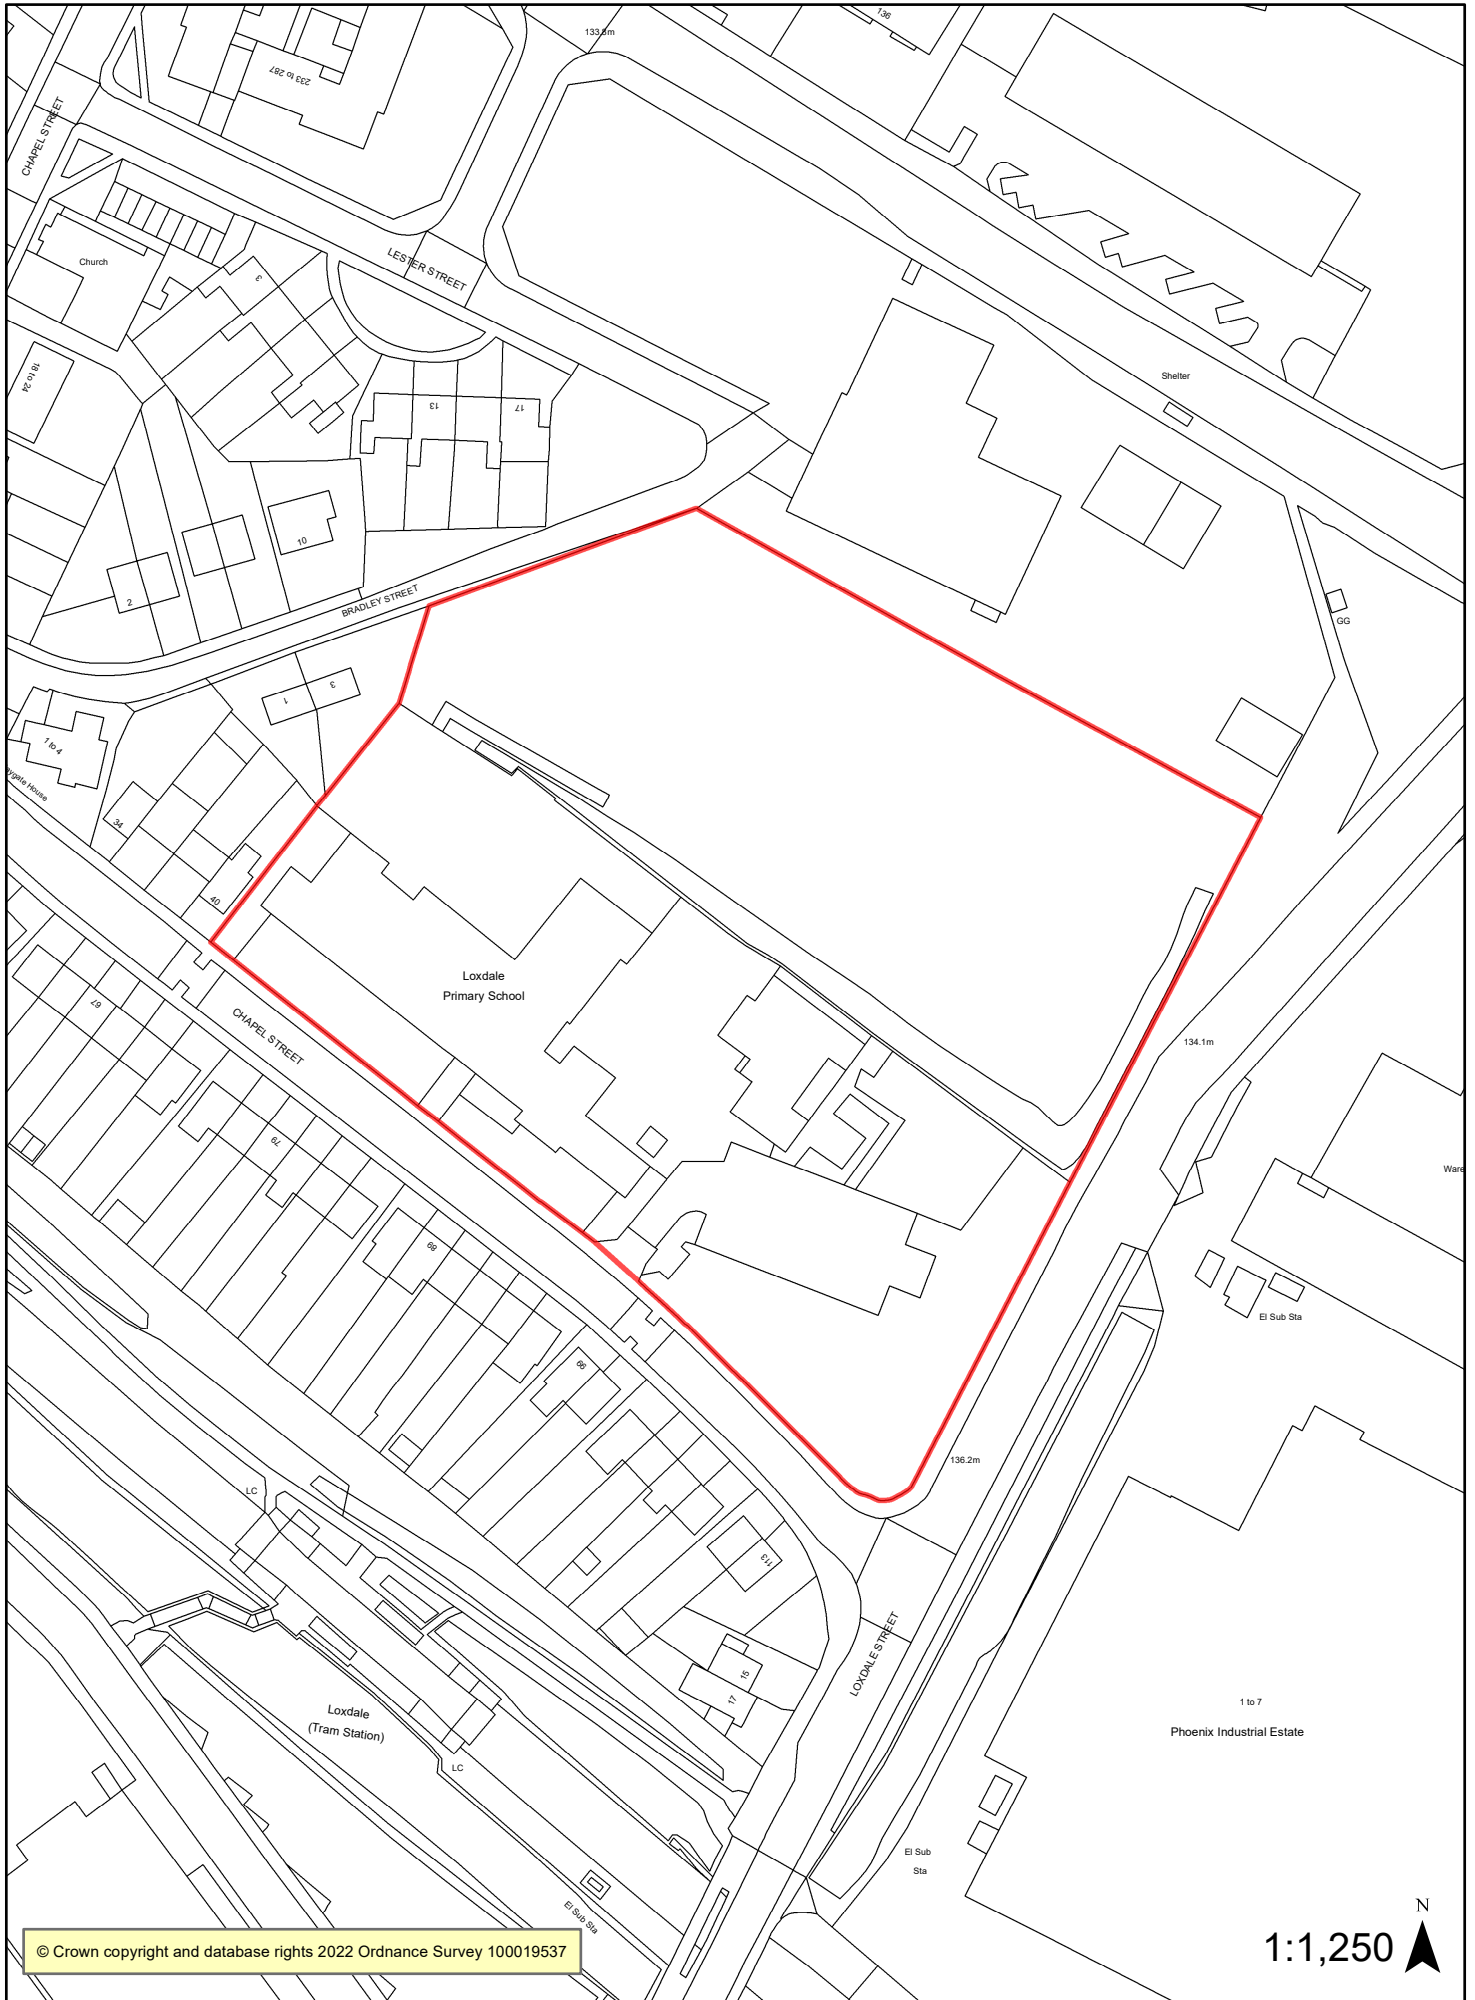 136
133.8m
233 to 287
CHAPEL STREET
LESTER STREET
Church
3
18 to 24
Shelter
13
17
10
2
BRADLEY STREET
GG
1
3
1 to 4
34
40
Loxdale
Primary School
67
CHAPEL STREET
134.1m
79
Ware
89
El Sub Sta
99
136.2m
LC
113
LOXDALE STREET
15
17
1 to 7
Phoenix Industrial Estate
Loxdale
(Tram Station)
LC
El Sub
Sta
El Sub Sta
N
© Crown copyright and database rights 2022 Ordnance Survey 100019537
1:1,250